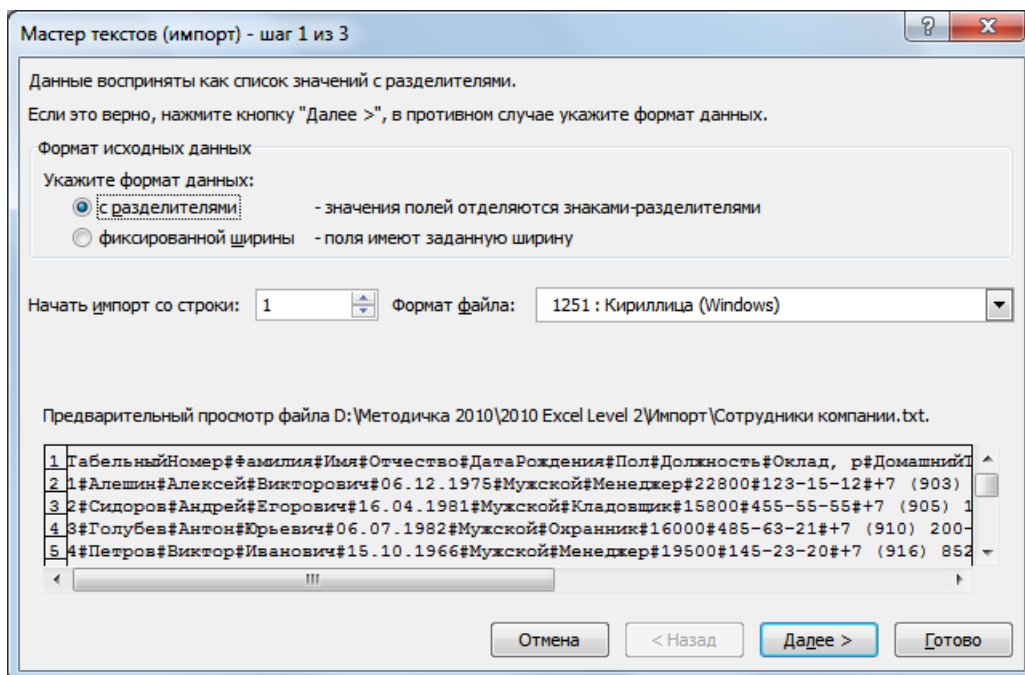 Мастер текстов (импорт) - шаг 1 из 3
Данные восприняты как список значений с разделителями.
Если это верно, нажмите кнопку "Далее >", в противном случае укажите формат данных.
Формат исходных данных
Укажите формат данных:
с разделителями - значения полей отделяются знаками-разделителями
фиксированной ширины - поля имеют заданную ширину
Начать импорт со строки: 1 Формат файла: 1251 : Кириллица (Windows)
Предварительный просмотр файла D:\Методичка 2010\2010 Excel Level 2\Импорт\Сотрудники компании.txt.
1 ТабельныйНомер#Фамилия#Имя#Отчество#ДатаРождения#Пол#Должность#Оклад, р#ДомашнийТ
2 1#Алешин#Алексей#Викторович#06.12.1975#Мужской#Менеджер#22800#123-15-12#+7 (903)
3 2#Сидоров#Андрей#Егорович#16.04.1981#Мужской#Кладовщик#15800#455-55-55#+7 (905) 1
4 3#Голубев#Антон#Юрьевич#06.07.1982#Мужской#Охранник#16000#485-63-21#+7 (910) 200-
5 4#Петров#Виктор#Иванович#15.10.1966#Мужской#Менеджер#19500#145-23-20#+7 (916) 852
Отмена < Назад Далее > Готово